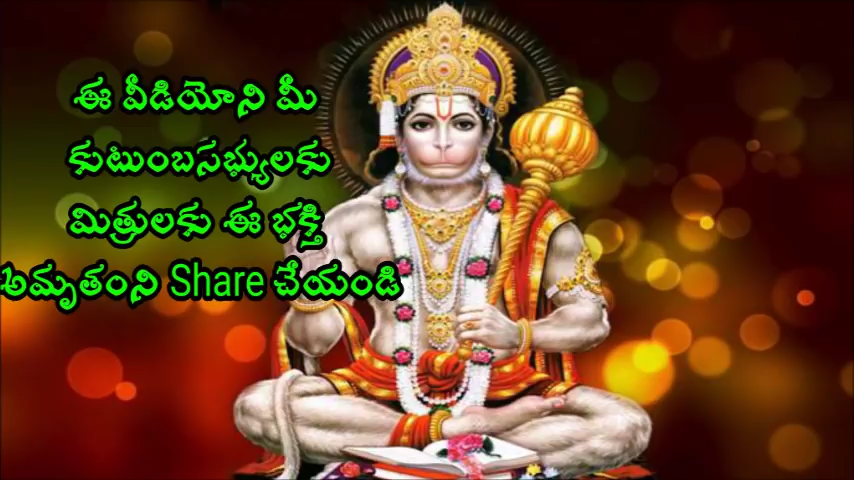 ఈ వీడియోని మీ
కుటుంబసభ్యులకు
మిత్రులకు ఈ భక్తి
అమృతంని Share చేయండి